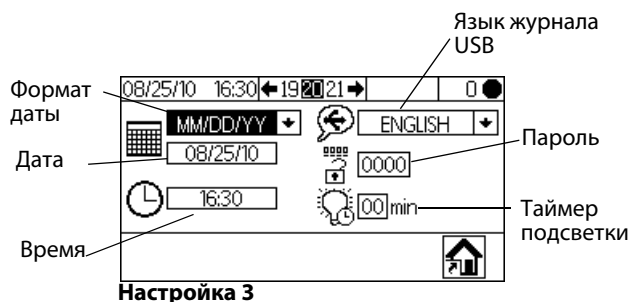 Язык журнала
USB
Формат
даты
08/25/10 16:30 19 20 21 0
MM/DD/YY ENGLISH
Дата
08/25/10
0000
Пароль
16:30
00 min
Таймер
подсветки
Время
Настройка 3